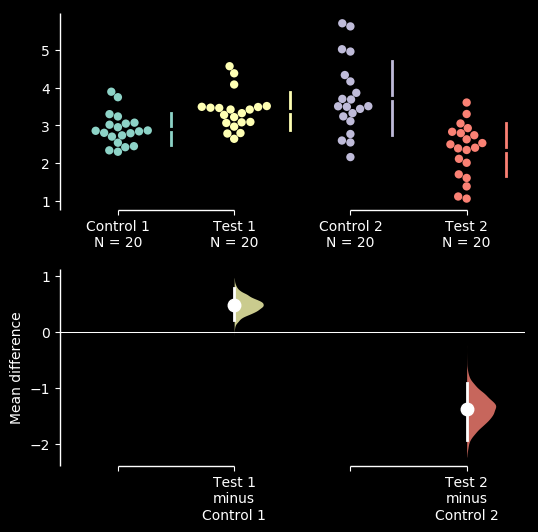 5
4
3
2
1
Control 1
N = 20
Test 1
N = 20
Control 2
N = 20
Test 2
N = 20
Mean difference
1
0
−1
−2
Test 1
minus
Control 1
Test 2
minus
Control 2